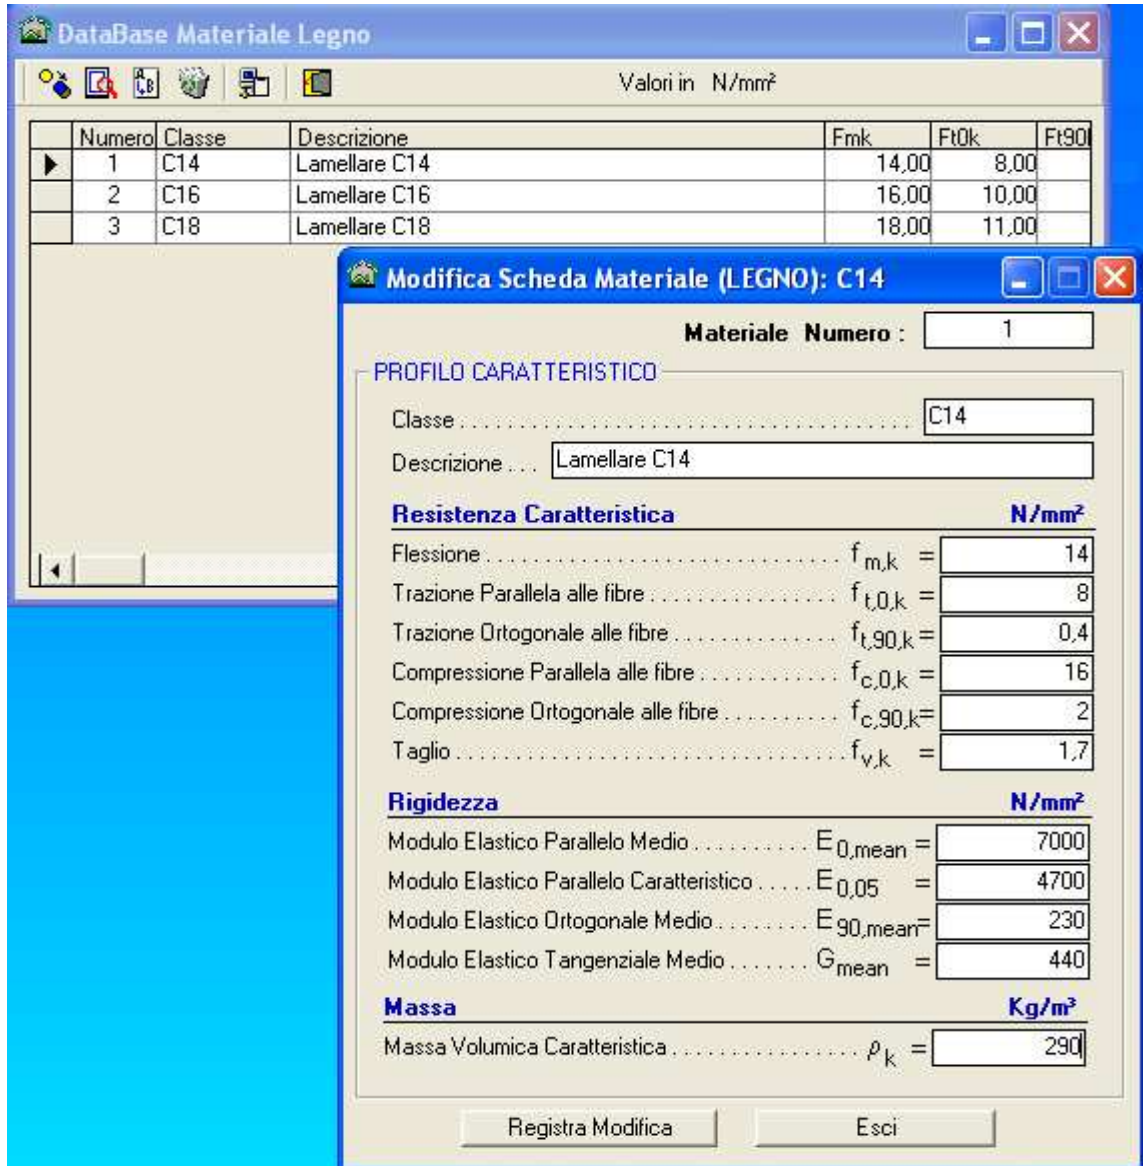 DataBase Materiale Legno
Valori in N/mm²
Numero Classe Descrizione Fmk Ft0k Ft90
1 C14 Lamellare C14 14,00 8,00
2 C16 Lamellare C16 16,00 10,00
3 C18 Lamellare C18 18,00 11,00
Modifica Scheda Materiale (LEGNO): C14
Materiale Numero : 1
PROFILO CARATTERISTICO
Classe . . . . . . . . . . . . . . . . . . . . . . . . . . . . . . . . . . . . . . . C14
Descrizione . . . Lamellare C14
Resistenza Caratteristica N/mm²
Flessione . . . . . . . . . . . . . . . . . . . . . . . . . . . . . f m,k = 14
Trazione Parallela alle fibre . . . . . . . . . . . . . . . . f t,0,k = 8
Trazione Ortogonale alle fibre . . . . . . . . . . . . . . f t,90,k = 0,4
Compressione Parallela alle fibre . . . . . . . . . . . . f c,0,k = 16
Compressione Ortogonale alle fibre . . . . . . . . . . f c,90,k= 2
Taglio . . . . . . . . . . . . . . . . . . . . . . . . . . . . . . . . f v,k = 1,7
Rigidezza N/mm²
Modulo Elastico Parallelo Medio . . . . . . . . . . E 0,mean = 7000
Modulo Elastico Parallelo Caratteristico . . . . . E 0,05 = 4700
Modulo Elastico Ortogonale Medio . . . . . . . . E 90,mean= 230
Modulo Elastico Tangenziale Medio . . . . . . . G mean = 440
Massa Kg/m³
Massa Volumica Caratteristica . . . . . . . . . . . . . . . . ρ k = 290
Registra Modifica Esci